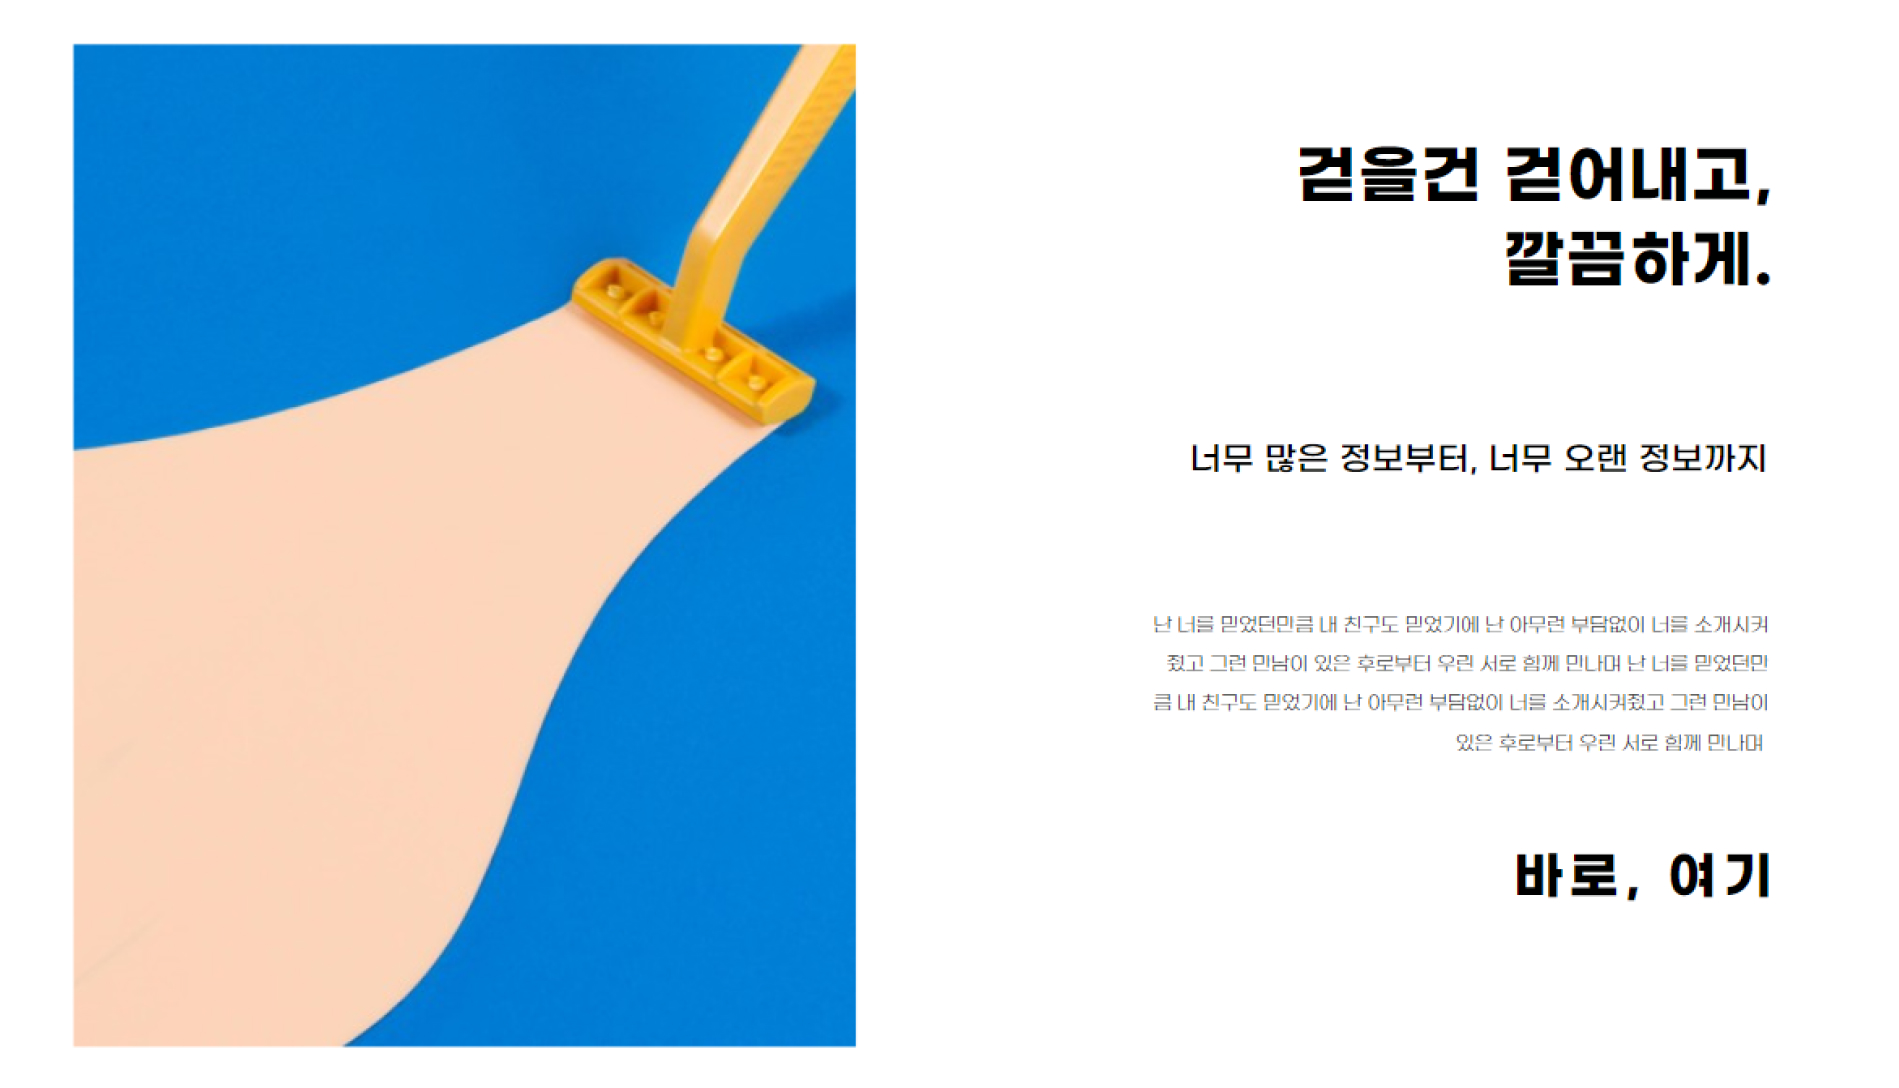 걷을건 걷어내고,
깔끔하게.
너무 많은 정보부터, 너무 오랜 정보까지
난 너를 믿었던만큼 내 친구도 믿었기에 난 아무런 부담없이 너를 소개시켜
줬고 그런 만남이 있은 후로부터 우린 서로 함께 만나며 난 너를 믿었던만
큼 내 친구도 믿었기에 난 아무런 부담없이 너를 소개시켜줬고 그런 만남이
있은 후로부터 우린 서로 함께 만나며
바로, 여기